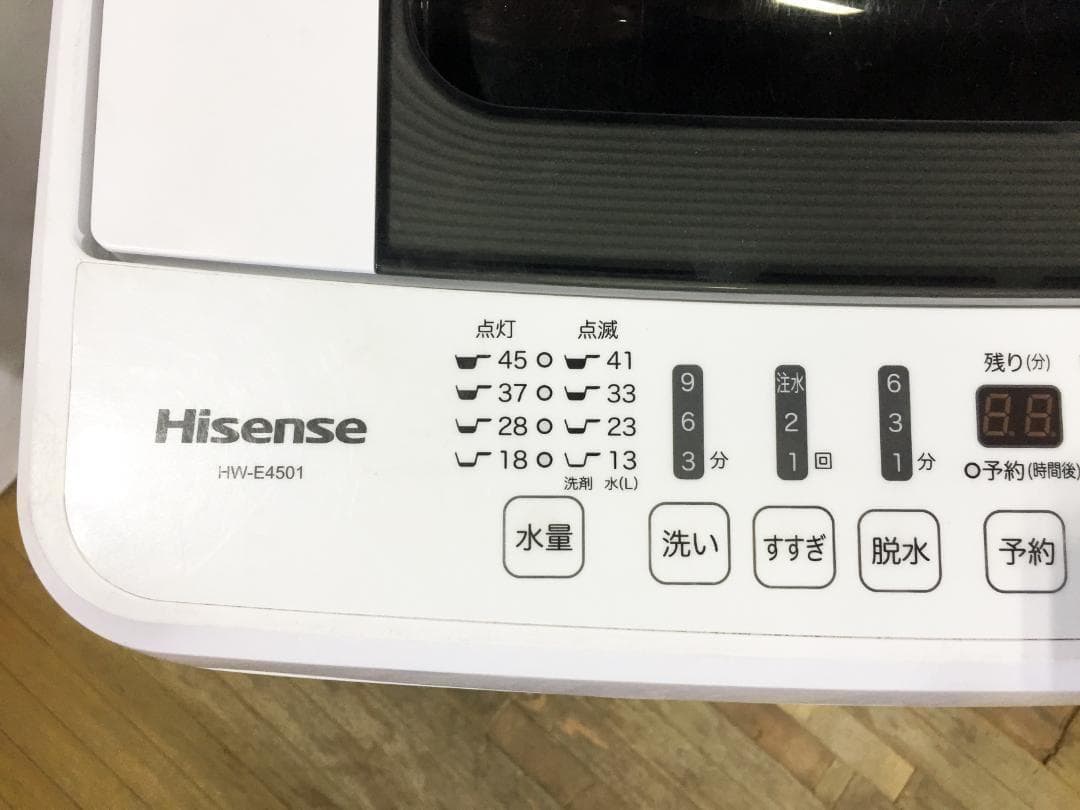 Hisense
HW-E4501
点灯 点滅
45 41
37 33
28 23
18 13
洗剤 水(L)
水量
9
6
3 分
洗い
注水
2
1 回
すすぎ
6
3
1 分
脱水
残り(分)
88
予約(時間後)
予約